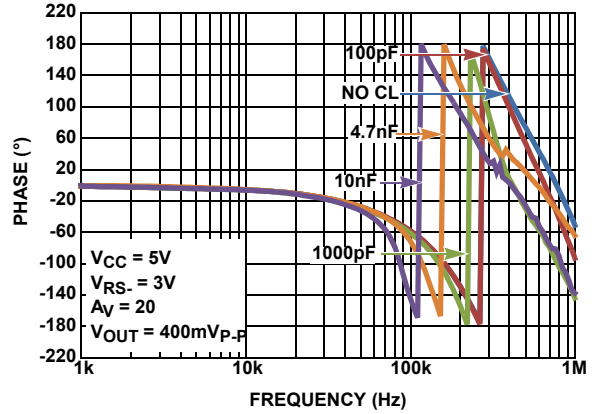 220
180
140
100
60
20
-20
-60
-100
-140
-180
-220
PHASE (°)
100pF
NO CL
4.7nF
10nF
1000pF
VCC = 5V
VRS- = 3V
AV = 20
VOUT = 400mVP-P
1k
10k
100k
1M
FREQUENCY (Hz)